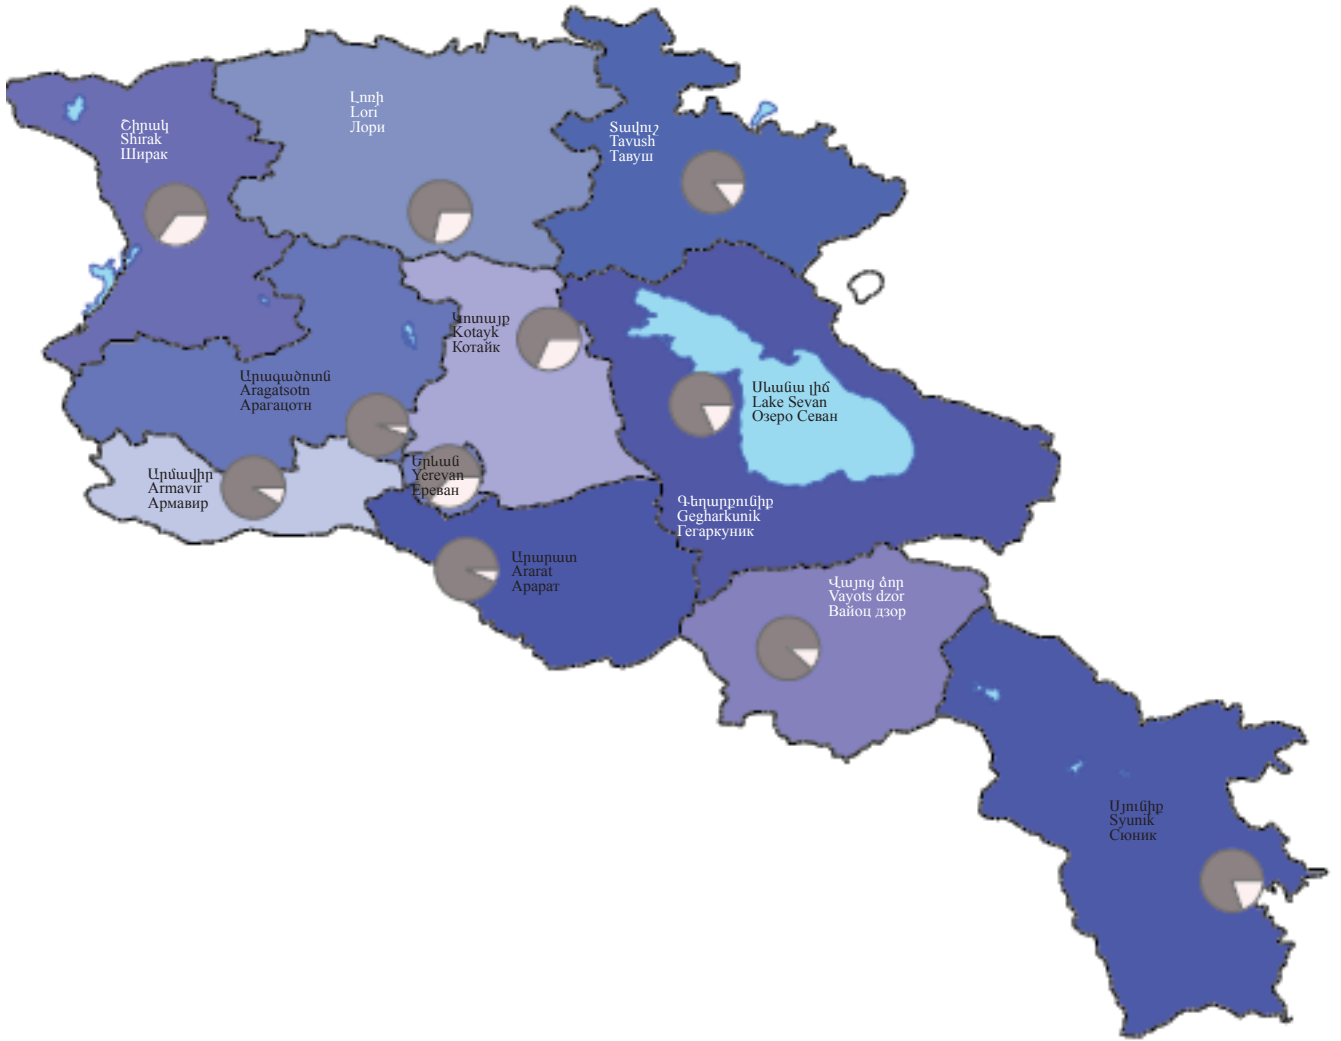 Լոռի
Lori
Лори
Շիրակ
Shirak
Ширак
Տավուշ
Tavush
Тавуш
Կոտայք
Kotayk
Котайк
Արագածոտն
Aragatsotn
Арагацотн
Սևանա լիճ
Lake Sevan
Озеро Севан
Արմավիր
Armavir
Армавир
Երևան
Yerevan
Ереван
Գեղարքունիք
Gegharkunik
Гегаркуник
Արարատ
Ararat
Арарат
Վայոց ձոր
Vayots dzor
Вайоц дзор
Սյունիք
Syunik
Сюник